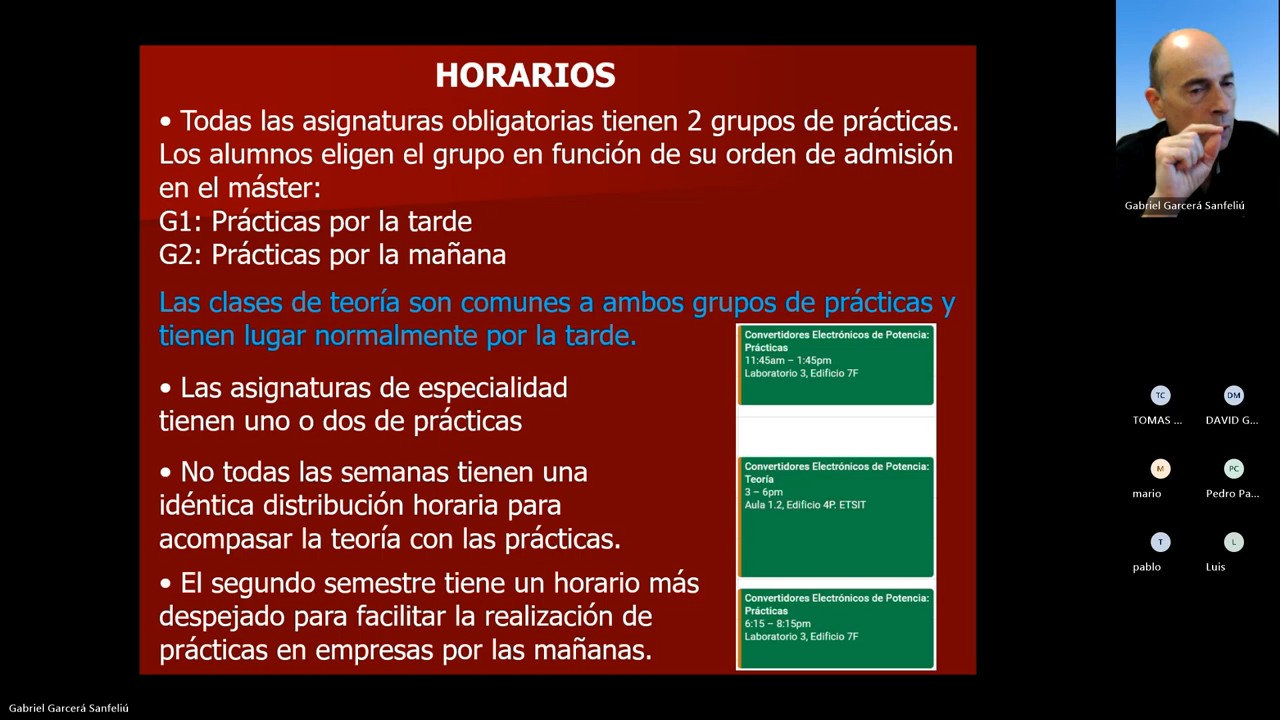 HORARIOS
• Todas las asignaturas obligatorias tienen 2 grupos de prácticas.
Los alumnos eligen el grupo en función de su orden de admisión
en el máster:
G1: Prácticas por la tarde
G2: Prácticas por la mañana
Las clases de teoría son comunes a ambos grupos de prácticas y
tienen lugar normalmente por la tarde.
• Las asignaturas de especialidad
tienen uno o dos de prácticas
• No todas las semanas tienen una
idéntica distribución horaria para
acompasar la teoría con las prácticas.
• El segundo semestre tiene un horario más
despejado para facilitar la realización de
prácticas en empresas por las mañanas.
Convertidores Electrónicos de Potencia:
Prácticas
11:45am – 1:45pm
Laboratorio 3, Edificio 7F
Convertidores Electrónicos de Potencia:
Teoría
3 – 6pm
Aula 1.2, Edificio 4P. ETSIT
Convertidores Electrónicos de Potencia:
Prácticas
6:15 – 8:15pm
Laboratorio 3, Edificio 7F
Gabriel Garcerá Sanfeliú
TC
DM
TOMAS ...
DAVID G...
M
PC
mario
Pedro Pa...
T
L
pablo
Luis
Gabriel Garcerá Sanfeliú